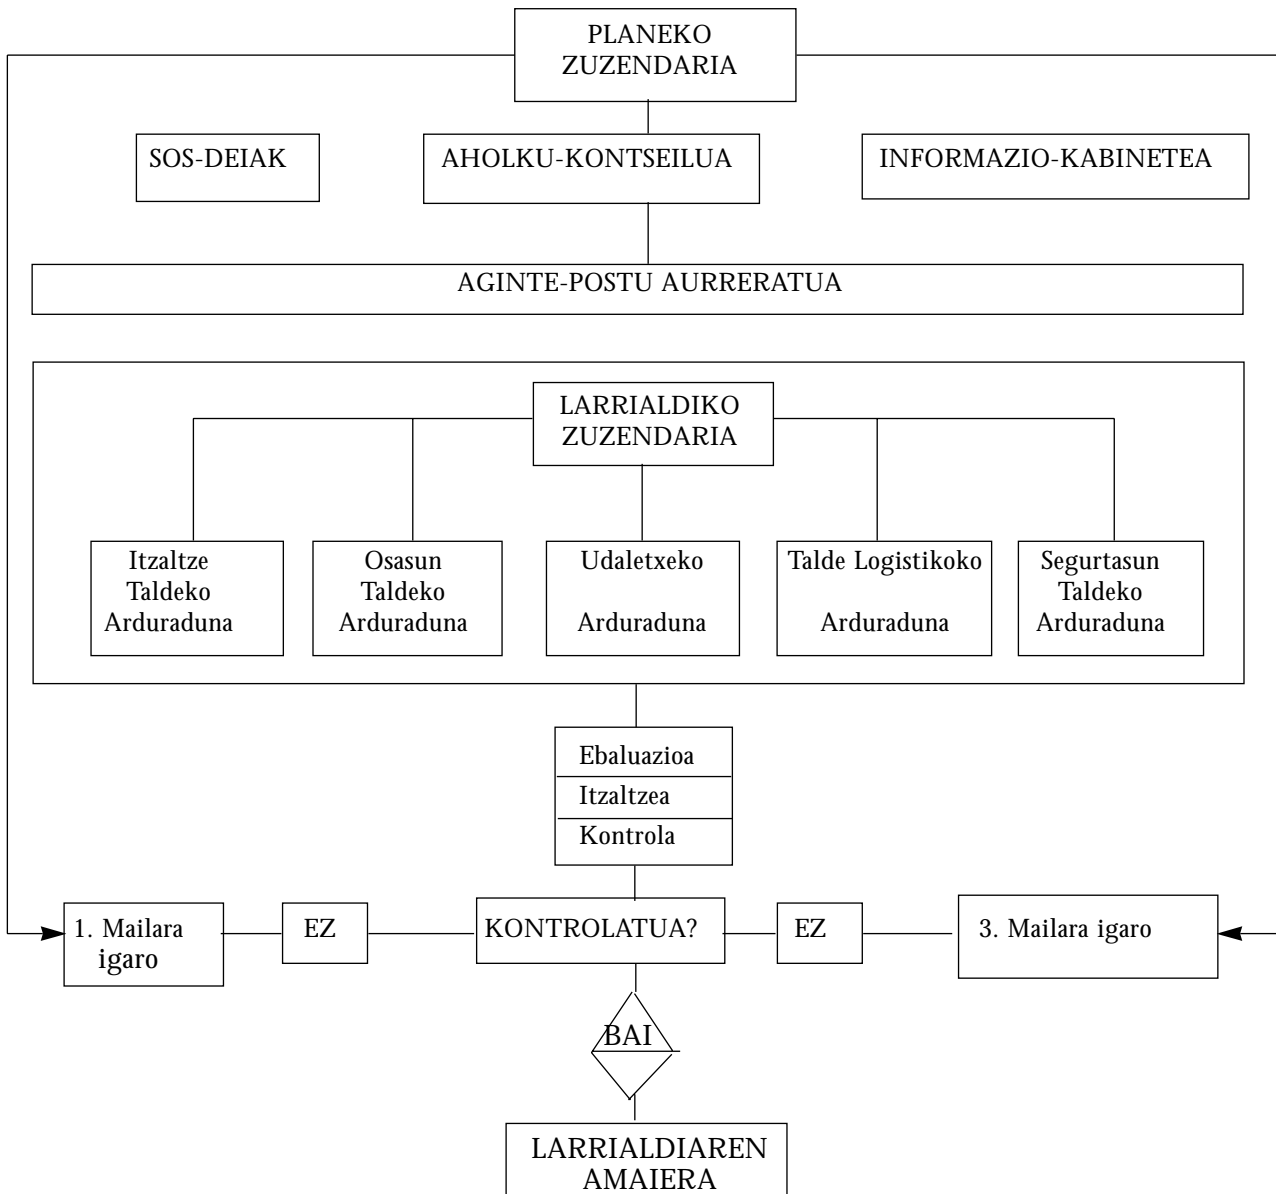 PLANEKO
ZUZENDARIA
SOS-DEIAK
AHOLKU-KONTSEILUA
INFORMAZIO-KABINETEA
AGINTE-POSTU AURRERATUA
LARRIALDIKO
ZUZENDARIA
Itzaltze
Taldeko
Arduraduna
Osasun
Taldeko
Arduraduna
Udaletxeko
Arduraduna
Talde Logistikoko
Arduraduna
Segurtasun
Taldeko
Arduraduna
Ebaluazioa
Itzaltzea
Kontrola
1. Mailara
igaro
EZ
KONTROLATUA?
EZ
3. Mailara igaro
BAI
LARRIALDIAREN
AMAIERA